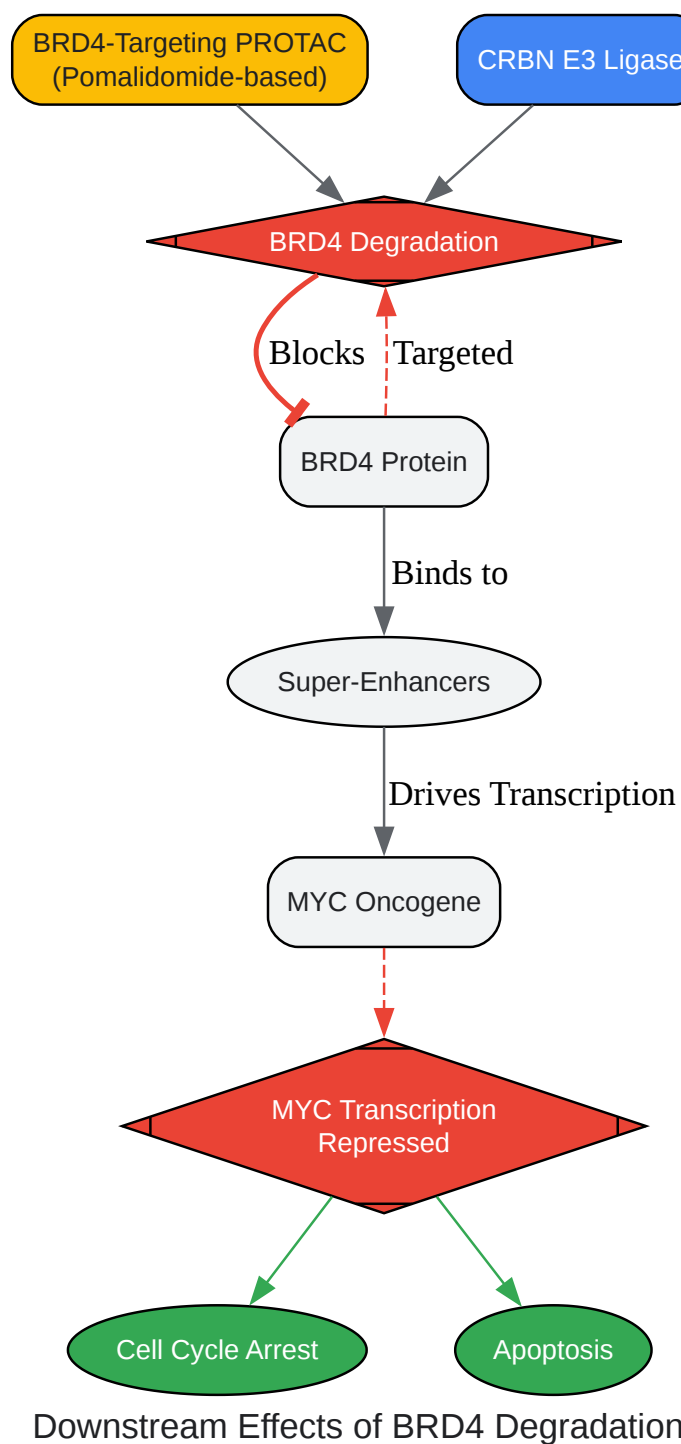 BRD4-Targeting PROTAC
(Pomalidomide-based)
CRBN E3 Ligase
BRD4 Degradation
Blocks
Targeted
BRD4 Protein
Binds to
Super-Enhancers
Drives Transcription
MYC Oncogene
MYC Transcription
Repressed
Cell Cycle Arrest
Apoptosis
Downstream Effects of BRD4 Degradation